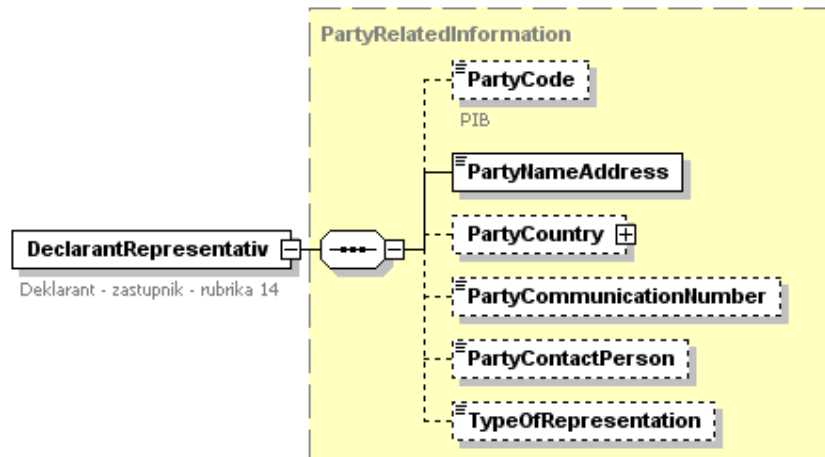 PartyRelatedInformation
PartyCode
PIB
PartyNameAddress
DeclarantRepresentativ
Deklarant - zastupnik - rubrika 14
PartyCountry
PartyCommunicationNumber
PartyContactPerson
TypeOfRepresentation